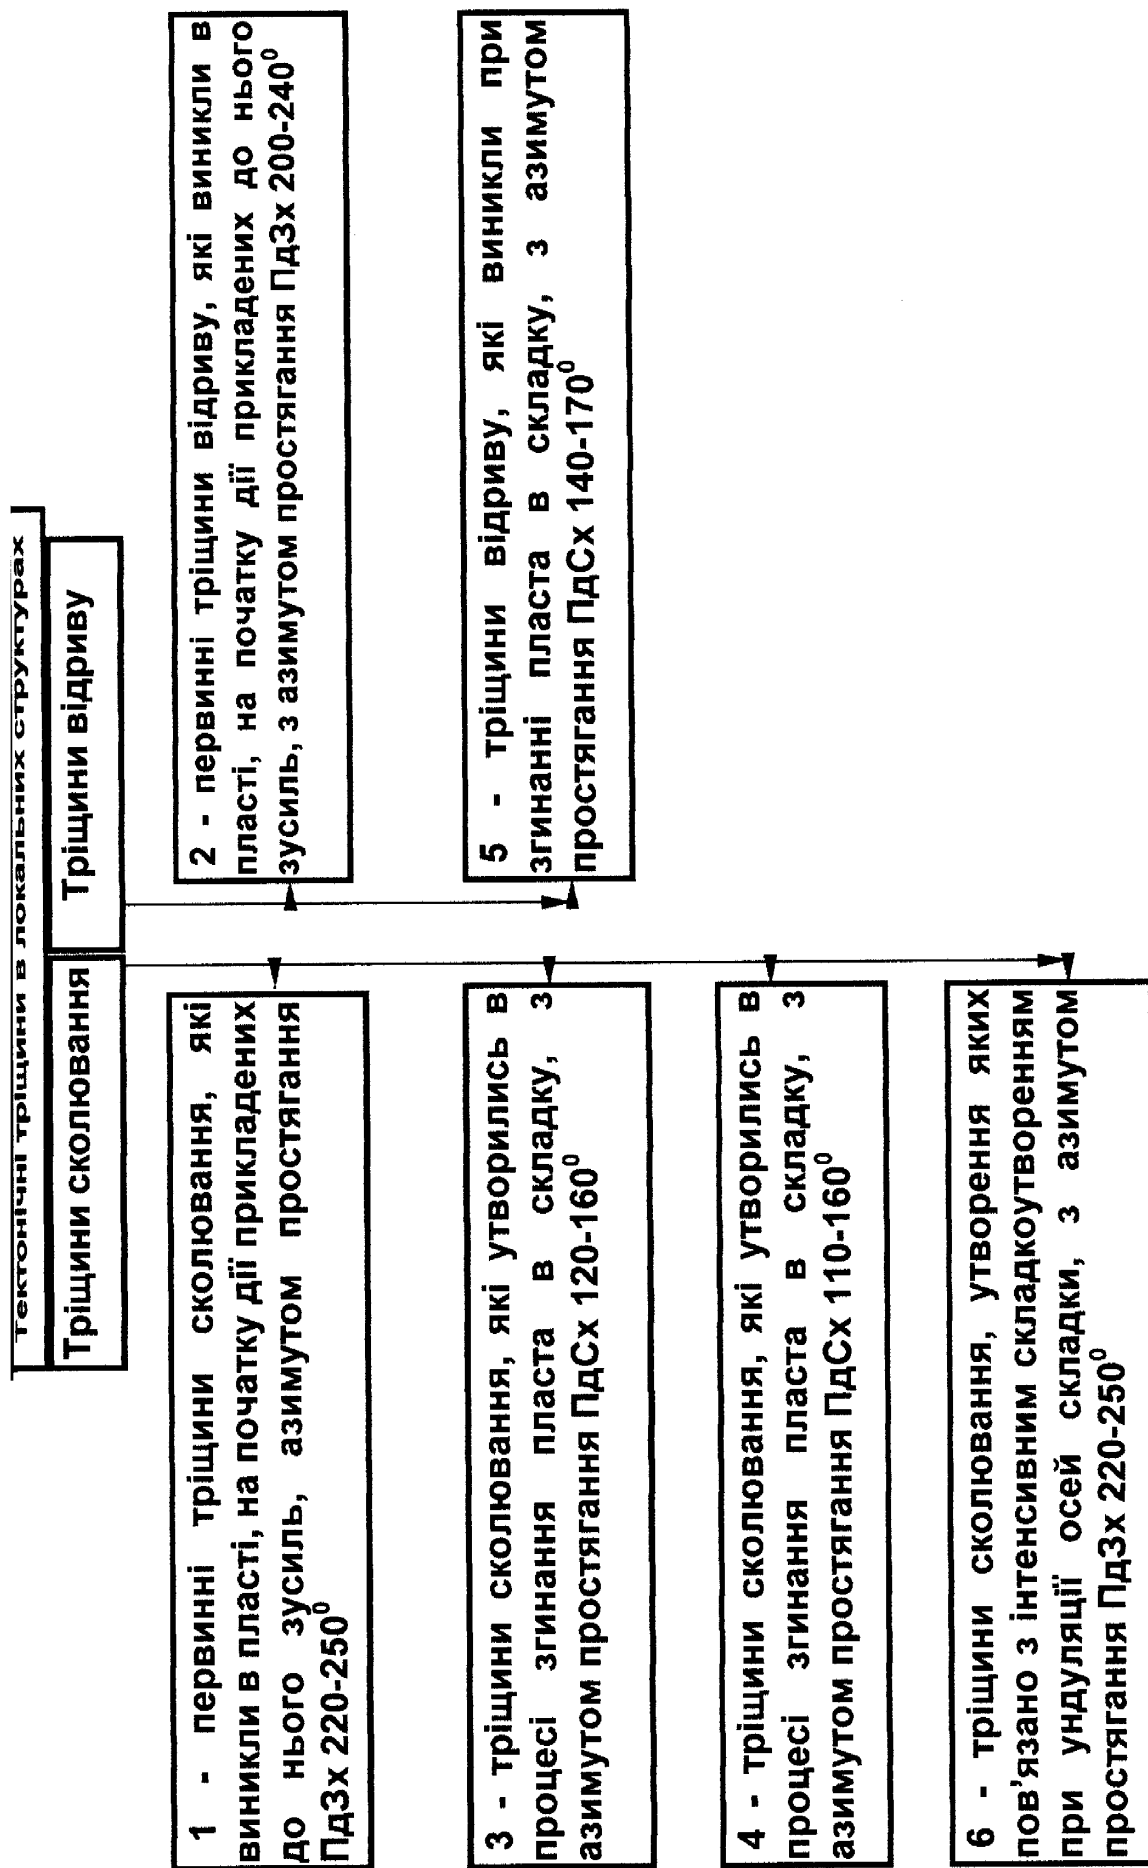 Тектонічні тріщини в локальних структурах
Тріщини сколювання
Тріщини відриву
1 - первинні тріщини сколювання, які
виникли в пласті, на початку дії прикладених
до нього зусиль, азимутом простягання
ПдЗх 220-250⁰
2 - первинні тріщини відриву, які виникли в
пласті, на початку дії прикладених до нього
зусиль, з азимутом простягання ПдЗх 200-240⁰
3 - тріщини сколювання, які утворились в
процесі згинання пласта в складку, з
азимутом простягання ПдСх 120-160⁰
5 - тріщини відриву, які виникли при
згинанні пласта в складку, з азимутом
простягання ПдСх 140-170⁰
4 - тріщини сколювання, які утворились в
процесі згинання пласта в складку, з
азимутом простягання ПдСх 110-160⁰
6 - тріщини сколювання, утворення яких
пов'язано з інтенсивним складкоутворенням
при ундуляції осей складки, з азимутом
простягання ПдЗх 220-250⁰